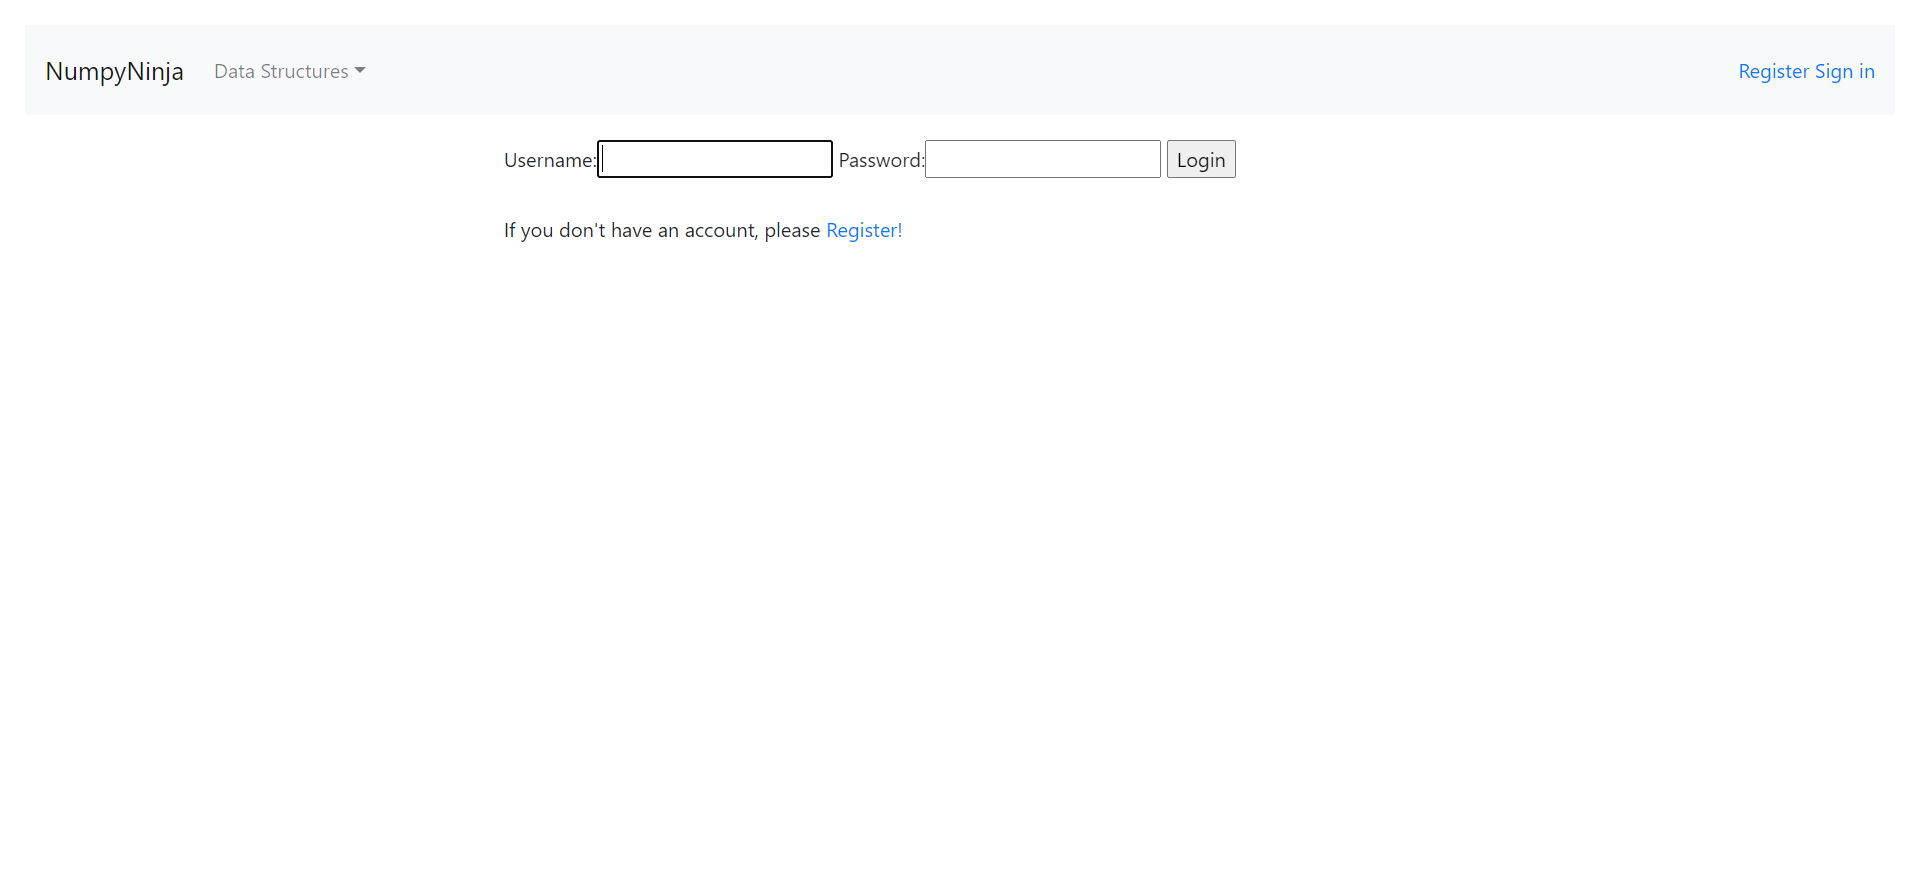 NumpyNinja Data Structures Register Sign in
Username: Password: Login
If you don't have an account, please Register!